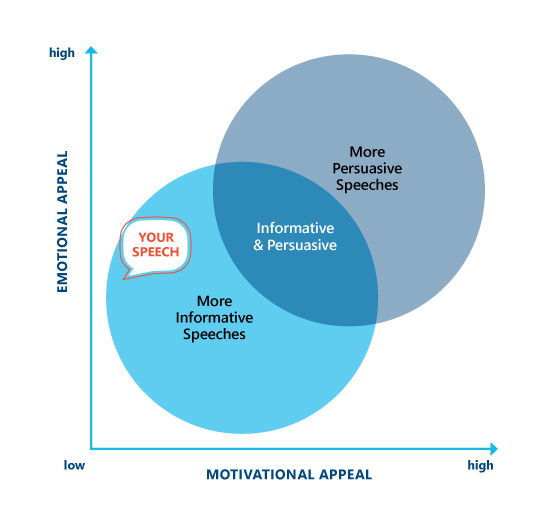 high
EMOTIONAL APPEAL
More
Persuasive
Speeches
Informative
& Persuasive
YOUR
SPEECH
More
Informative
Speeches
low
MOTIVATIONAL APPEAL
high